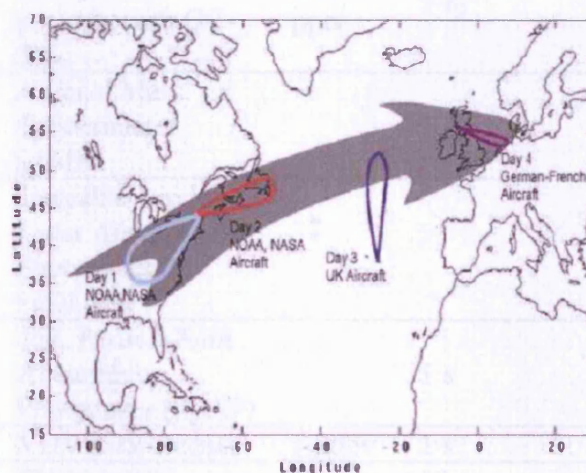 70
65
60
55
50
45
40
35
30
25
20
15
Latitude
Day 1
NOAA,NASA
Aircraft
Day 2
NOAA, NASA
Aircraft
Day 3
UK Aircraft
Day 4
German-French
Aircraft
-100
-80
-60
-40
-20
0
20
Longitude